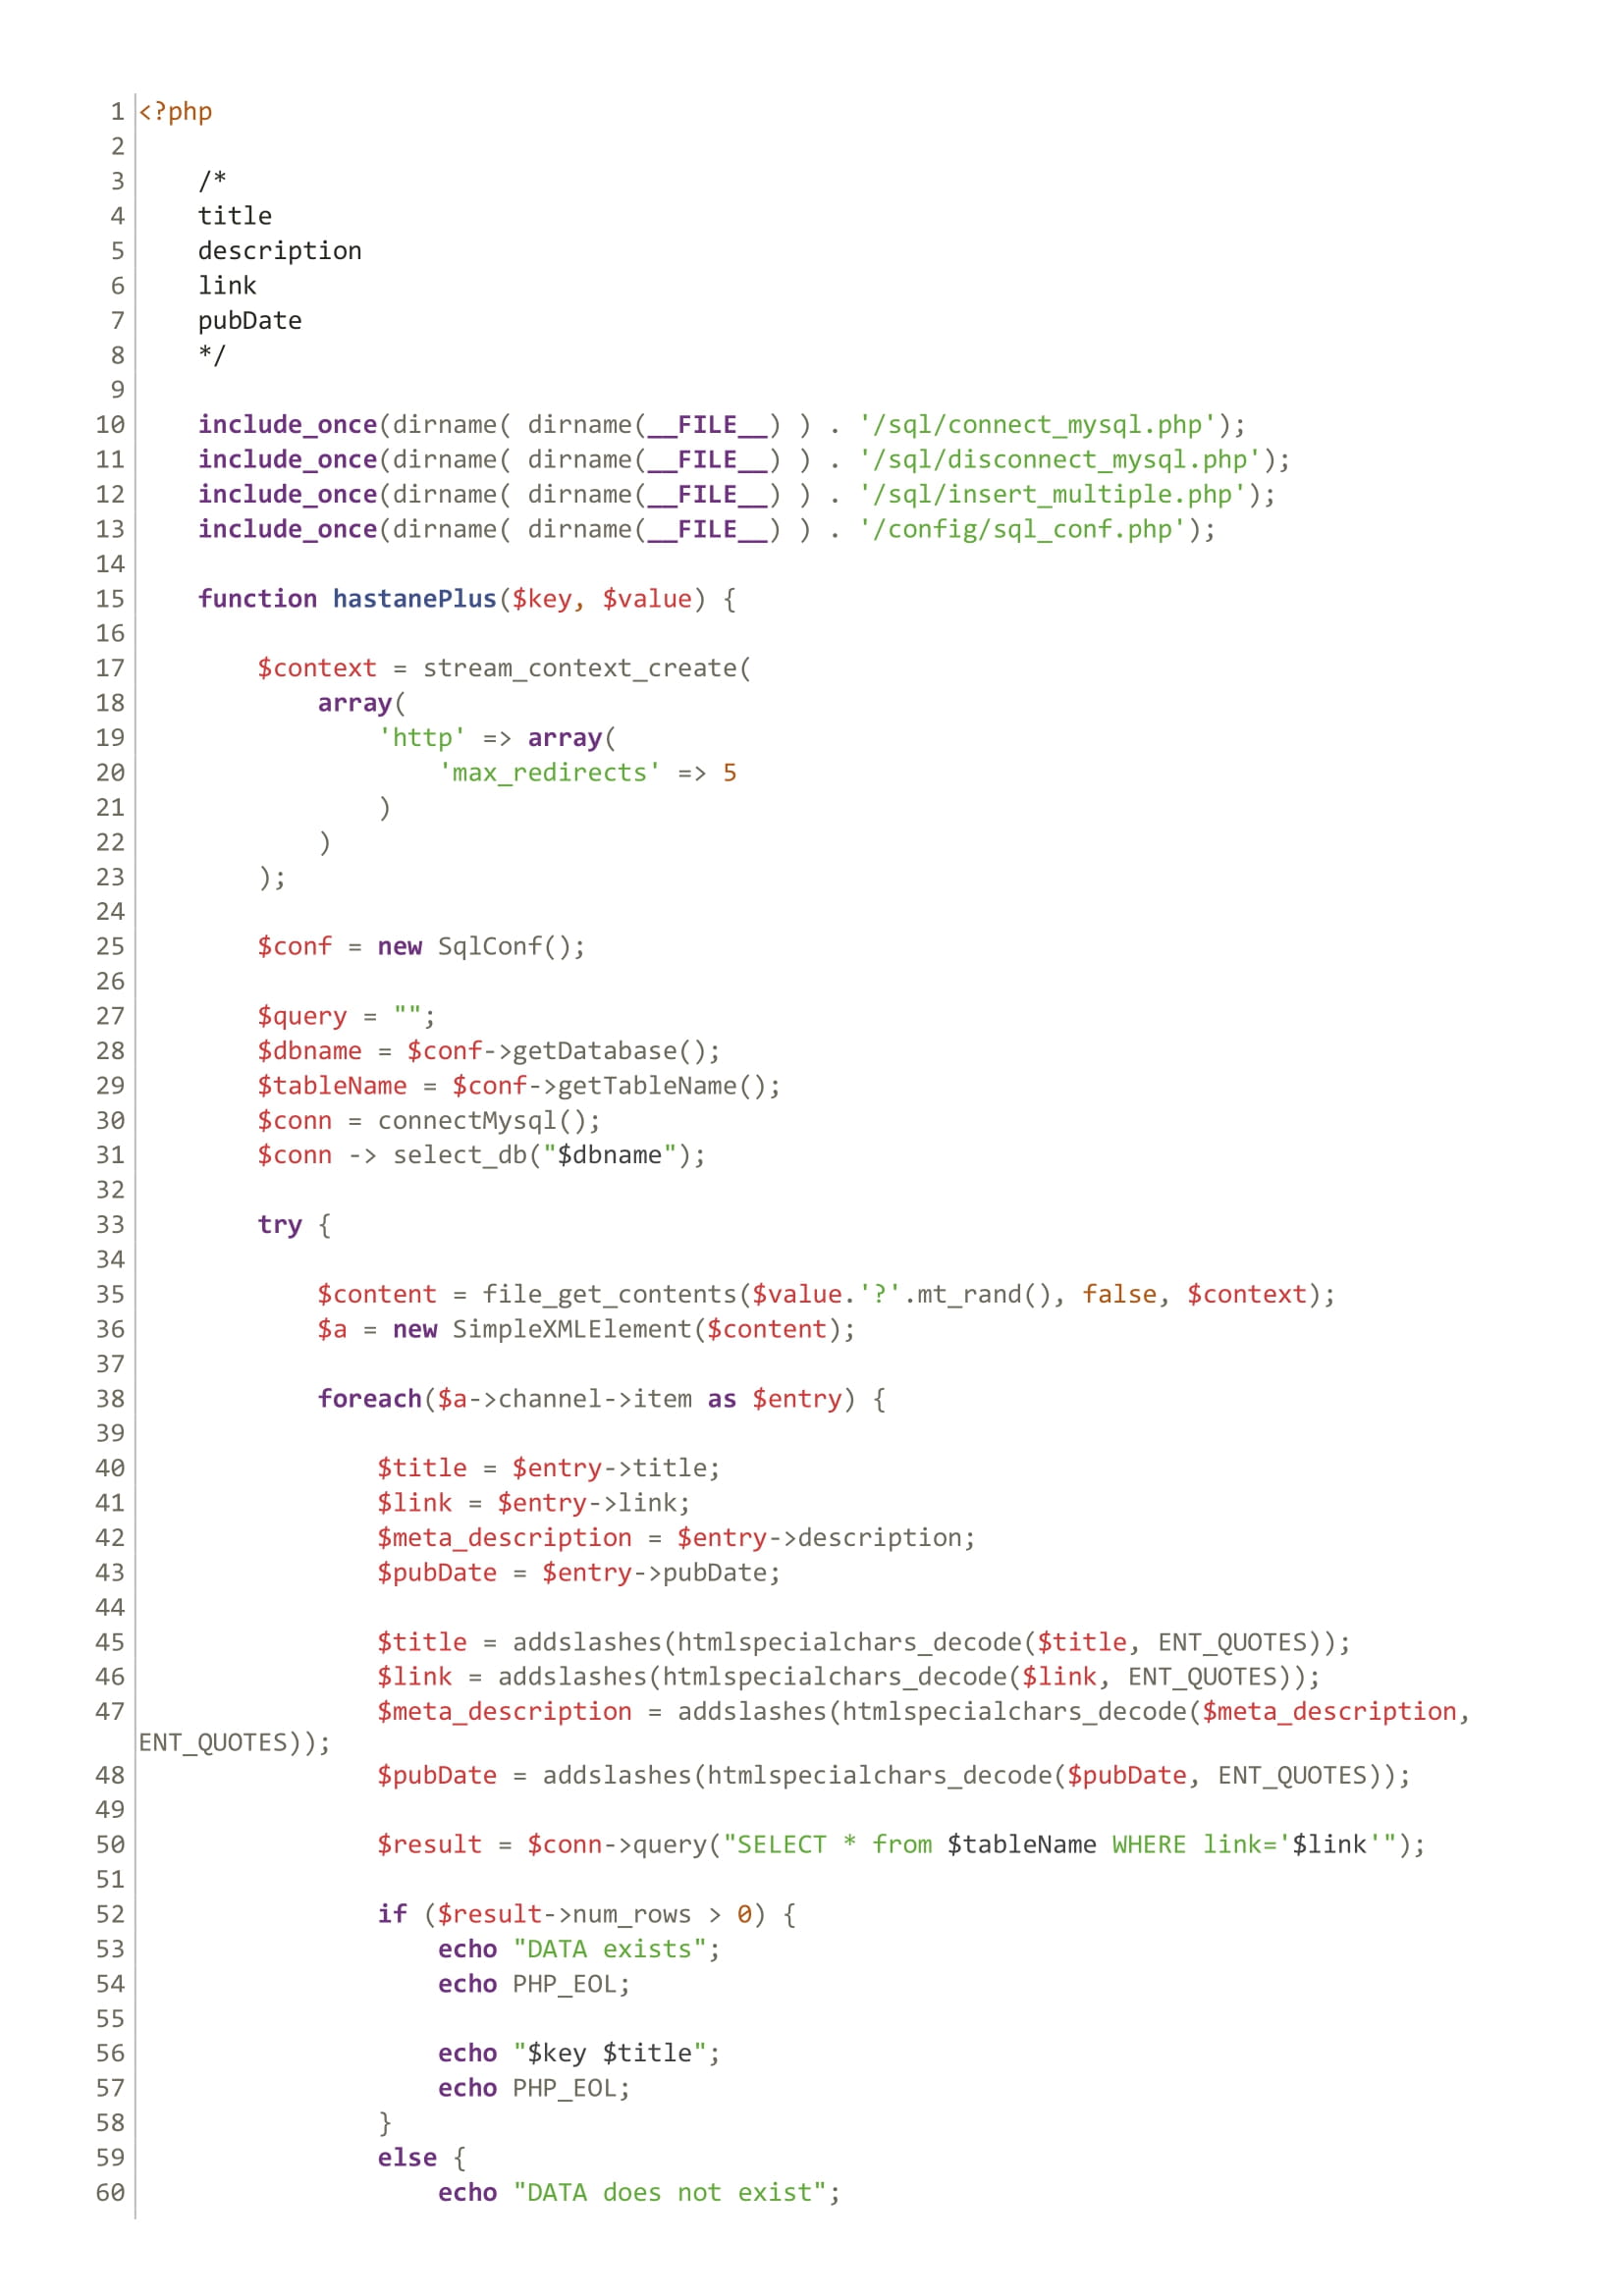 1 <?php
2
3     /*
4     title
5     description
6     link
7     pubDate
8     */
9
10     include_once(dirname( dirname(__FILE__) ) . '/sql/connect_mysql.php');
11     include_once(dirname( dirname(__FILE__) ) . '/sql/disconnect_mysql.php');
12     include_once(dirname( dirname(__FILE__) ) . '/sql/insert_multiple.php');
13     include_once(dirname( dirname(__FILE__) ) . '/config/sql_conf.php');
14
15     function hastanePlus($key, $value) {
16
17         $context = stream_context_create(
18             array(
19                 'http' => array(
20                     'max_redirects' => 5
21                 )
22             )
23         );
24
25         $conf = new SqlConf();
26
27         $query = "";
28         $dbname = $conf->getDatabase();
29         $tableName = $conf->getTableName();
30         $conn = connectMysql();
31         $conn -> select_db("$dbname");
32
33         try {
34
35             $content = file_get_contents($value.'?'.mt_rand(), false, $context);
36             $a = new SimpleXMLElement($content);
37
38             foreach($a->channel->item as $entry) {
39
40                 $title = $entry->title;
41                 $link = $entry->link;
42                 $meta_description = $entry->description;
43                 $pubDate = $entry->pubDate;
44
45                 $title = addslashes(htmlspecialchars_decode($title, ENT_QUOTES));
46                 $link = addslashes(htmlspecialchars_decode($link, ENT_QUOTES));
47                 $meta_description = addslashes(htmlspecialchars_decode($meta_description,
ENT_QUOTES));
48                 $pubDate = addslashes(htmlspecialchars_decode($pubDate, ENT_QUOTES));
49
50                 $result = $conn->query("SELECT * from $tableName WHERE link='$link'");
51
52                 if ($result->num_rows > 0) {
53                     echo "DATA exists";
54                     echo PHP_EOL;
55
56                     echo "$key $title";
57                     echo PHP_EOL;
58                 }
59                 else {
60                     echo "DATA does not exist";